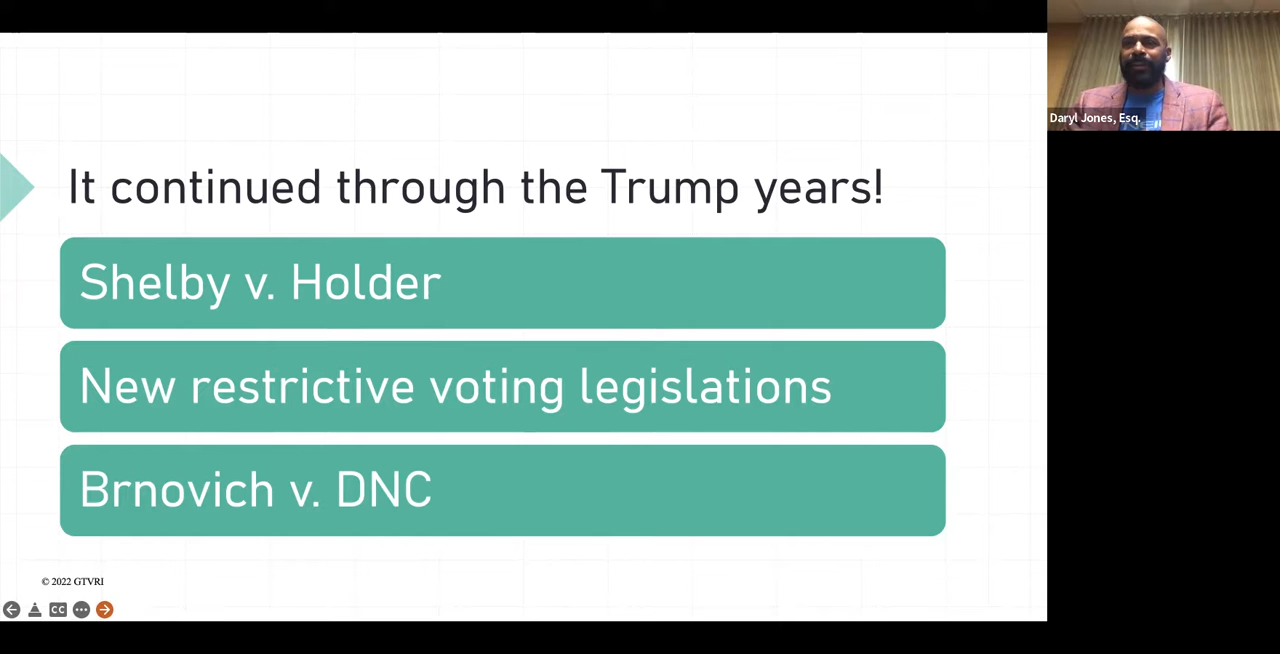 Daryl Jones, Esq.
It continued through the Trump years!
Shelby v. Holder
New restrictive voting legislations
Brnovich v. DNC
© 2022 GTVRI
CC